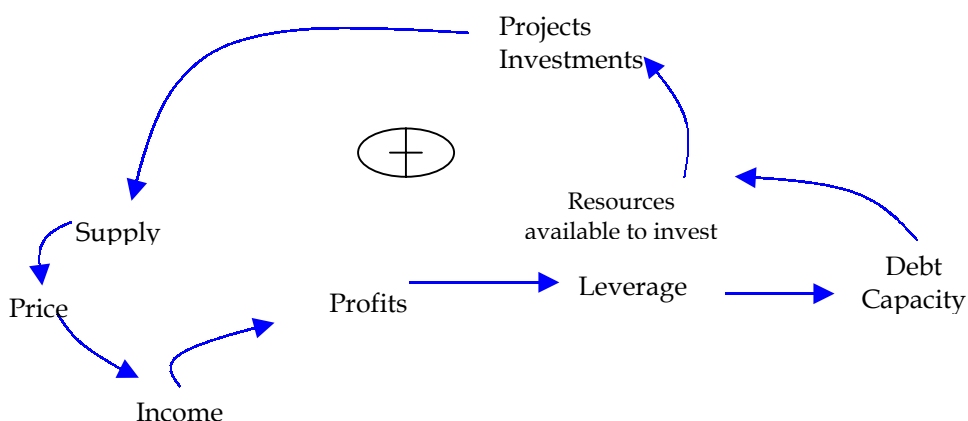 Projects
Investments
Resources
available to invest
Supply
Debt
Capacity
Leverage
Profits
Price
Income